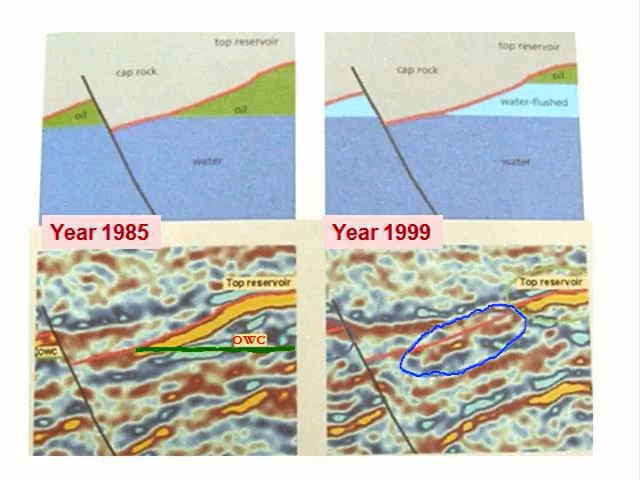 top reservoir
cap rock
oil
oil
water
top reservoir
cap rock
oil
water-flushed
water
Year 1985
Year 1999
Top reservoir
OWC
OWC
Top reservoir